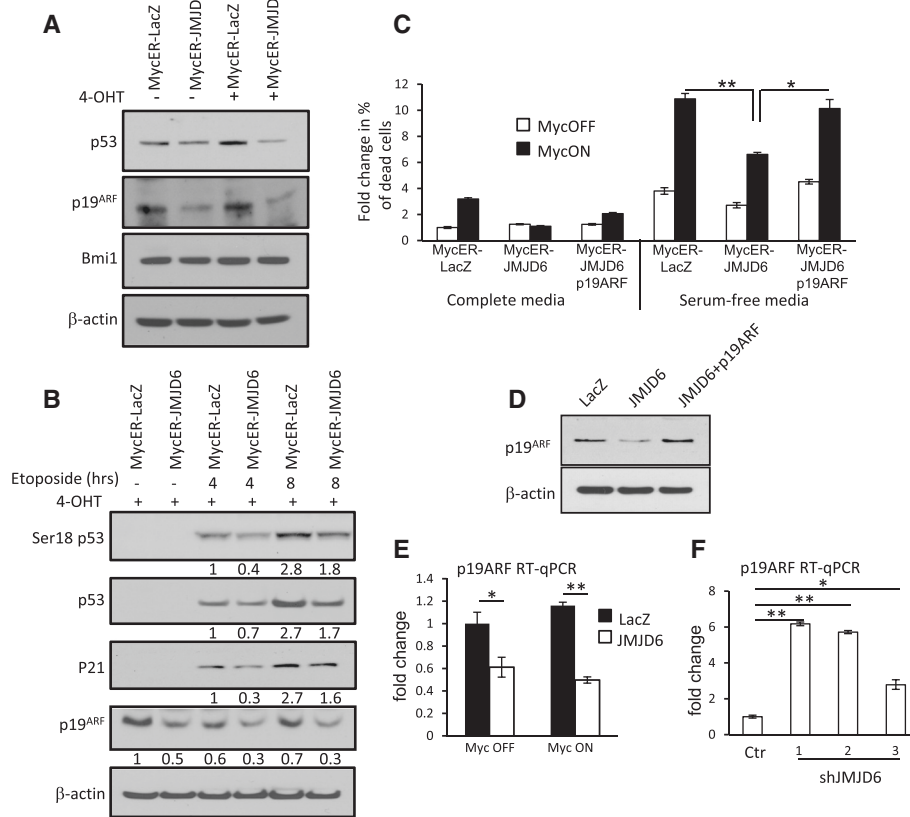 A
MycER-LacZ
MycER-JMJD
MycER-LacZ
MycER-JMJD
4-OHT - - + +
p53
p19ARF
Bmi1
β-actin
B
MycER-LacZ
MycER-JMJD6
MycER-LacZ
MycER-JMJD6
MycER-LacZ
MycER-JMJD6
Etoposide (hrs) - - 4 4 8 8
4-OHT + + + + + +
Ser18 p53
1 0.4 2.8 1.8
p53
1 0.7 2.7 1.7
P21
1 0.3 2.7 1.6
p19ARF
1 0.5 0.6 0.3 0.7 0.3
β-actin
C
Fold change in %
of dead cells
12
10
8
6
4
2
0
MycOFF
MycON
**
*
MycER-
LacZ
MycER-
JMJD6
MycER-
JMJD6
p19ARF
MycER-
LacZ
MycER-
JMJD6
MycER-
JMJD6
p19ARF
Complete media
Serum-free media
D
LacZ
JMJD6
JMJD6+p19ARF
p19ARF
β-actin
E
p19ARF RT-qPCR
fold change
1.4
1.2
1
0.8
0.6
0.4
0.2
0
*
**
LacZ
JMJD6
Myc OFF
Myc ON
F
p19ARF RT-qPCR
fold change
8
6
4
2
0
*
**
**
Ctr
1
2
3
shJMJD6